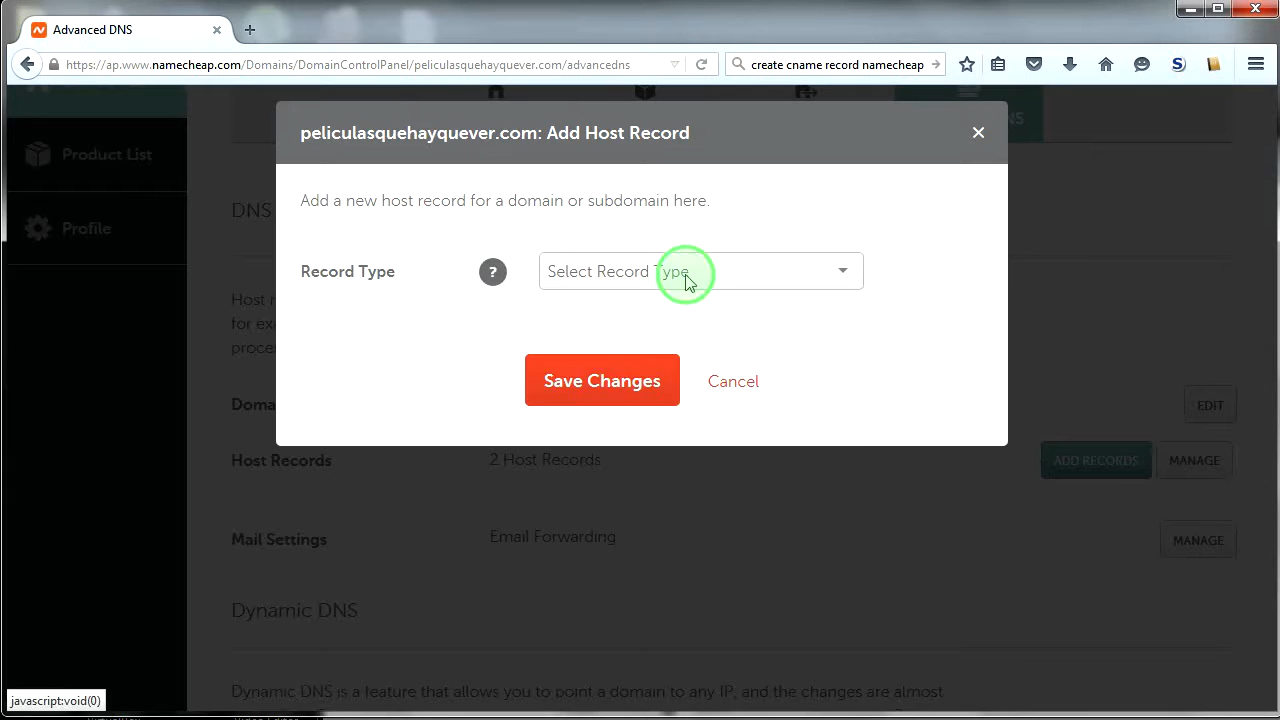 Advanced DNS
https://ap.www.namecheap.com/Domains/DomainControlPanel/peliculasquehayquever.com/advancedns
create cname record namecheap
peliculasquehayquever.com: Add Host Record
NS
Product List
Add a new host record for a domain or subdomain here.
DNS
Profile
Record Type ? Select Record Type
Host r
for ex
proce
Save Changes Cancel
Doma EDIT
Host Records 2 Host Records ADD RECORDS MANAGE
Mail Settings Email Forwarding MANAGE
Dynamic DNS
Dynamic DNS is a feature that allows you to point a domain to any IP, and the changes are almost
javascript:void(0)